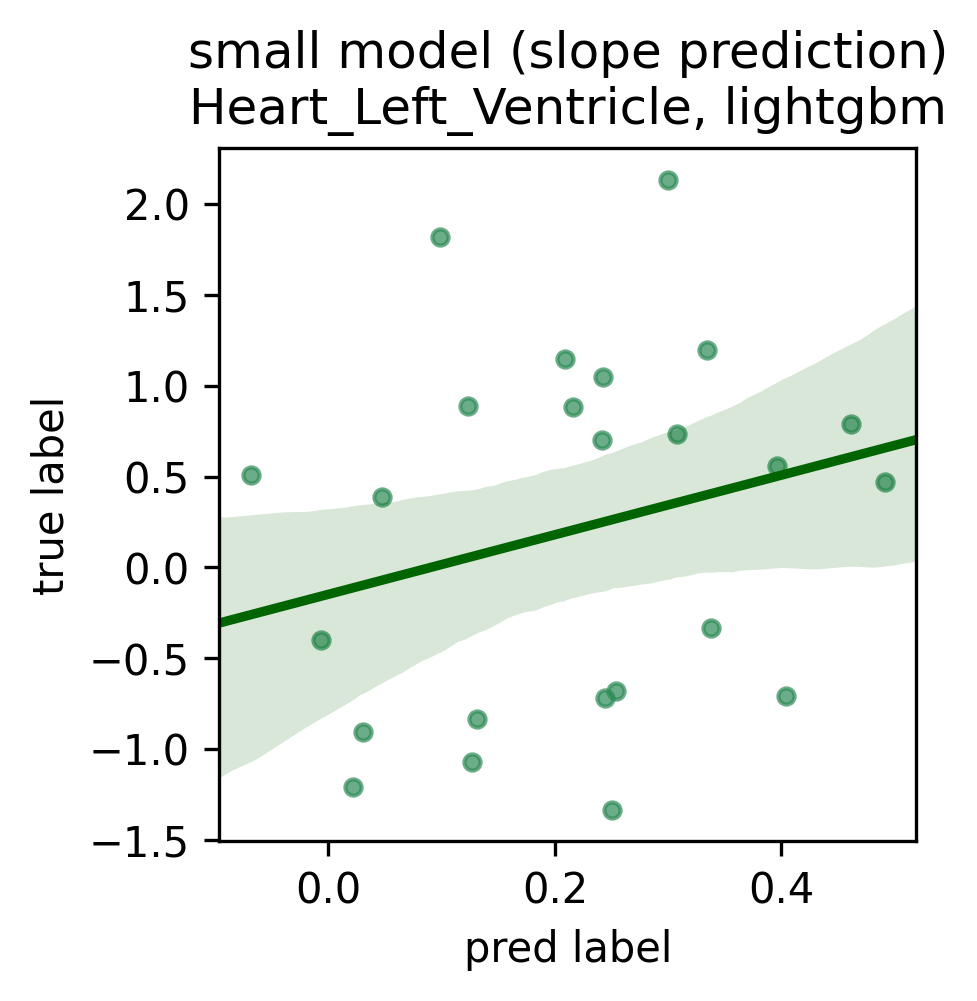 small model (slope prediction)
Heart_Left_Ventricle, lightgbm
2.0
1.5
1.0
0.5
0.0
−0.5
−1.0
−1.5
true label
0.0 0.2 0.4
pred label